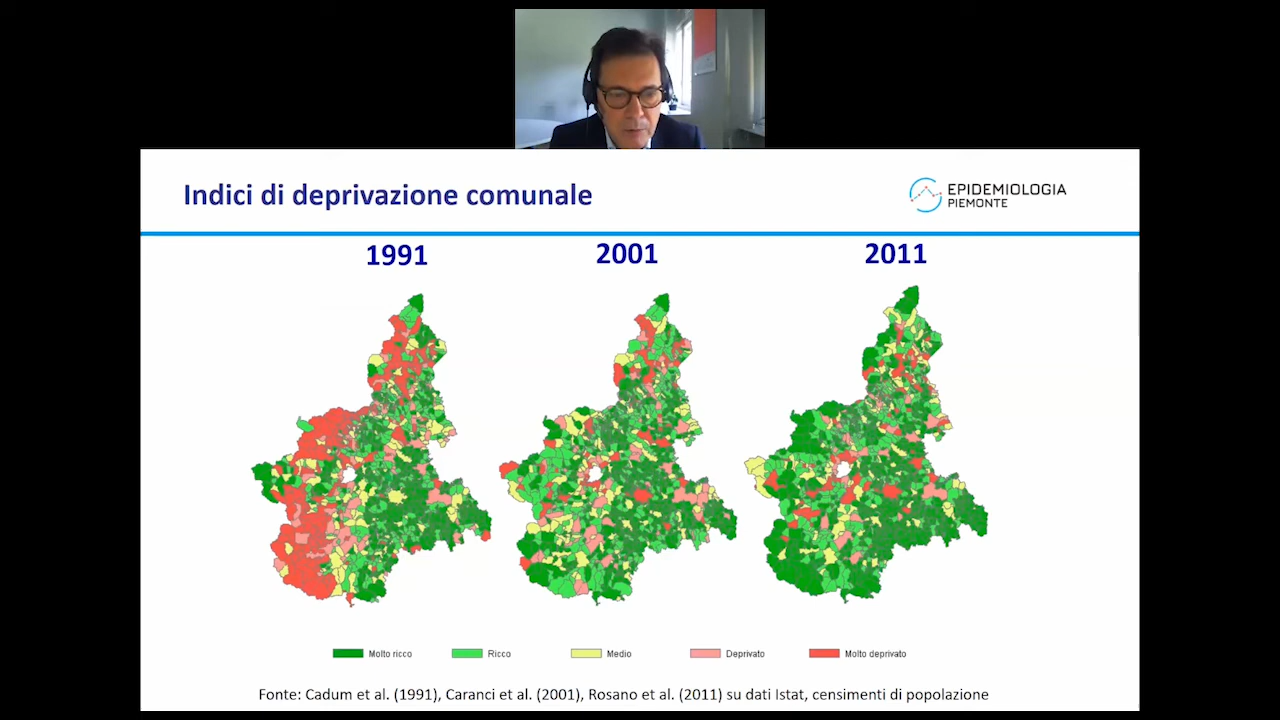 Indici di deprivazione comunale
EPIDEMIOLOGIA
PIEMONTE
1991
2001
2011
Molto ricco
Ricco
Medio
Deprivato
Molto deprivato
Fonte: Cadum et al. (1991), Caranci et al. (2001), Rosano et al. (2011) su dati Istat, censimenti di popolazione